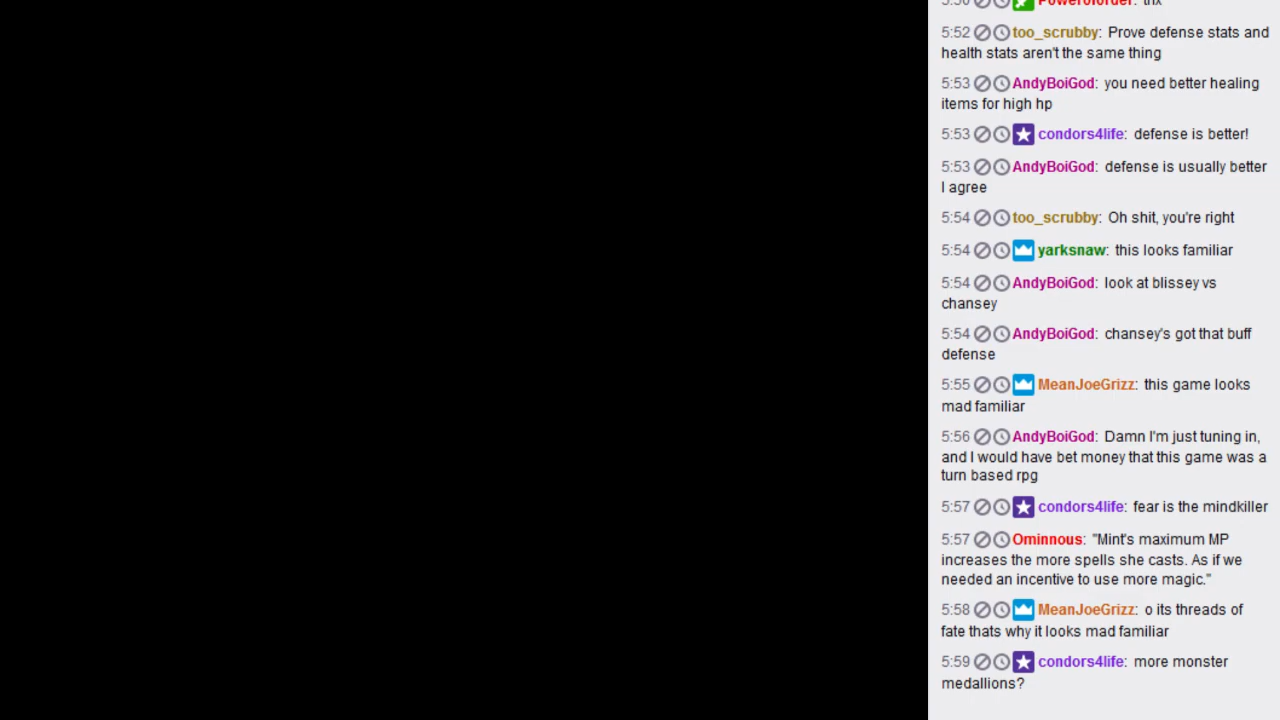 5:52 too_scrubby: Prove defense stats and
health stats aren't the same thing
5:53 AndyBoiGod: you need better healing
items for high hp
5:53 condors4life: defense is better!
5:53 AndyBoiGod: defense is usually better
I agree
5:54 too_scrubby: Oh shit, you're right
5:54 yarksnaw: this looks familiar
5:54 AndyBoiGod: look at blissey vs
chansey
5:54 AndyBoiGod: chansey's got that buff
defense
5:55 MeanJoeGrizz: this game looks
mad familiar
5:56 AndyBoiGod: Damn I'm just tuning in,
and I would have bet money that this game was a
turn based rpg
5:57 condors4life: fear is the mindkiller
5:57 Ominnous: "Mint's maximum MP
increases the more spells she casts. As if we
needed an incentive to use more magic."
5:58 MeanJoeGrizz: o its threads of
fate thats why it looks mad familiar
5:59 condors4life: more monster
medallions?